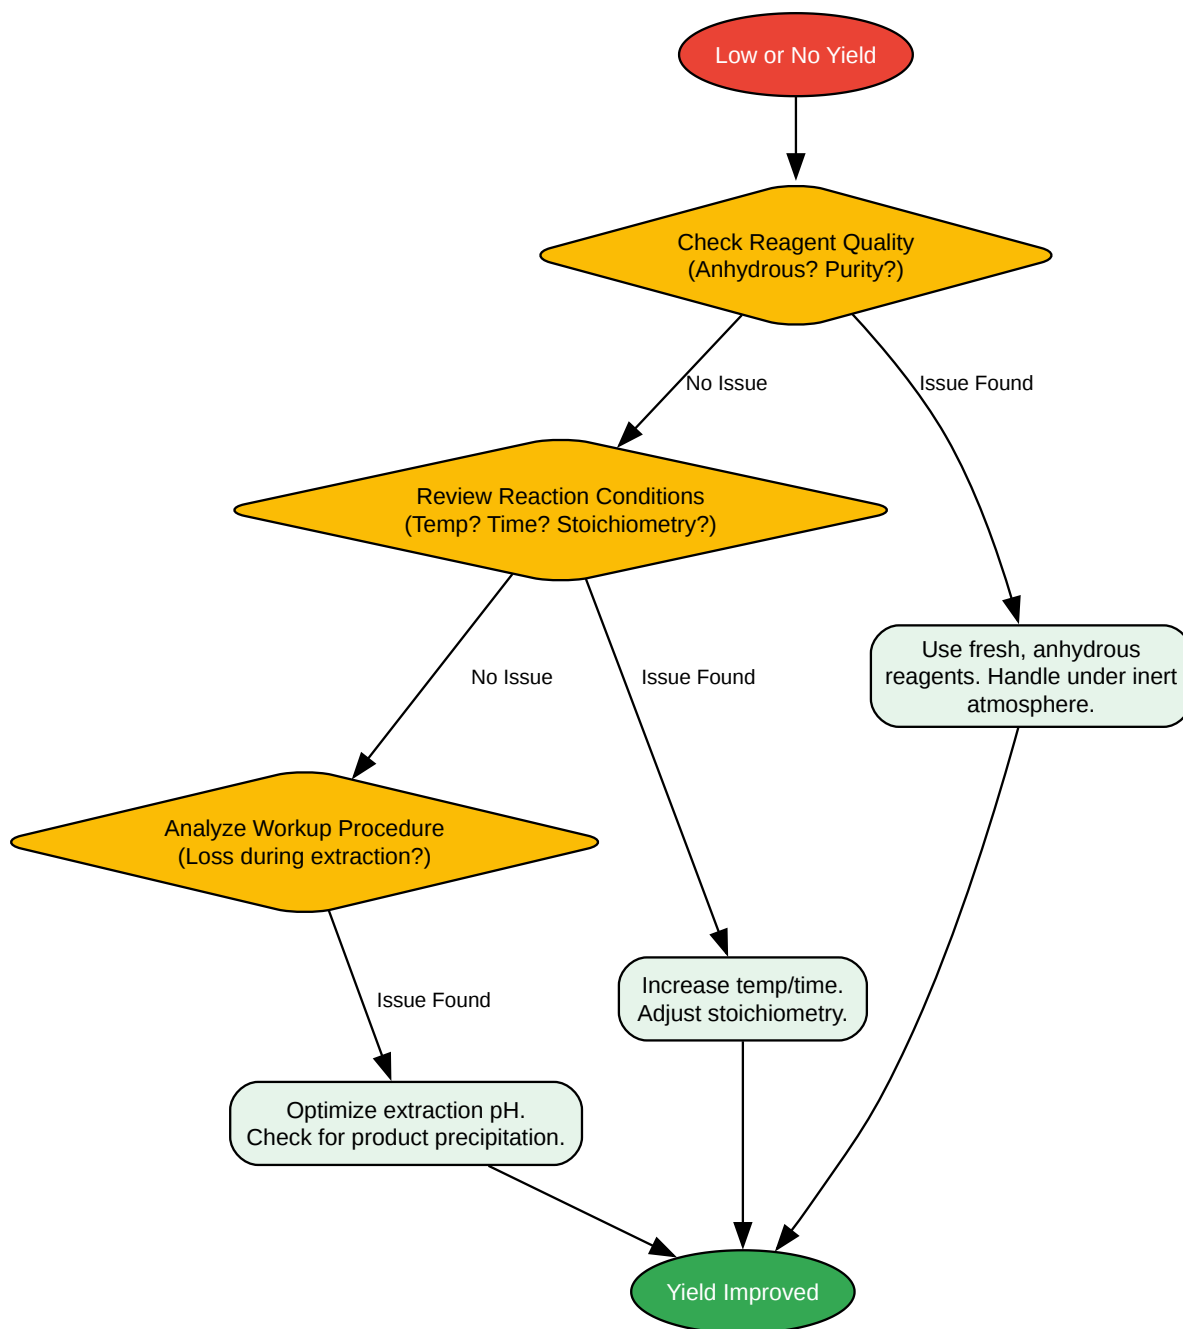 Low or No Yield
Check Reagent Quality
(Anhydrous? Purity?)
No Issue
Issue Found
Review Reaction Conditions
(Temp? Time? Stoichiometry?)
No Issue
Issue Found
Use fresh, anhydrous
reagents. Handle under inert
atmosphere.
Analyze Workup Procedure
(Loss during extraction?)
Issue Found
Increase temp/time.
Adjust stoichiometry.
Optimize extraction pH.
Check for product precipitation.
Yield Improved